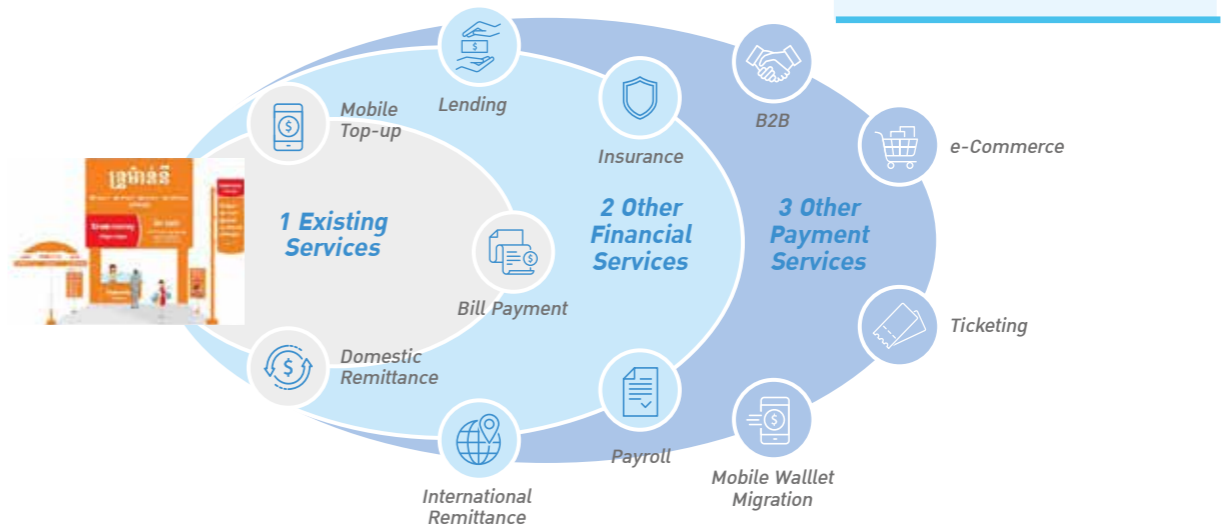 Mobile
Top-up
Lending
Insurance
B2B
e-Commerce
1 Existing
Services
2 Other
Financial
Services
3 Other
Payment
Services
Bill Payment
Ticketing
Domestic
Remittance
Payroll
International
Remittance
Mobile Walllet
Migration